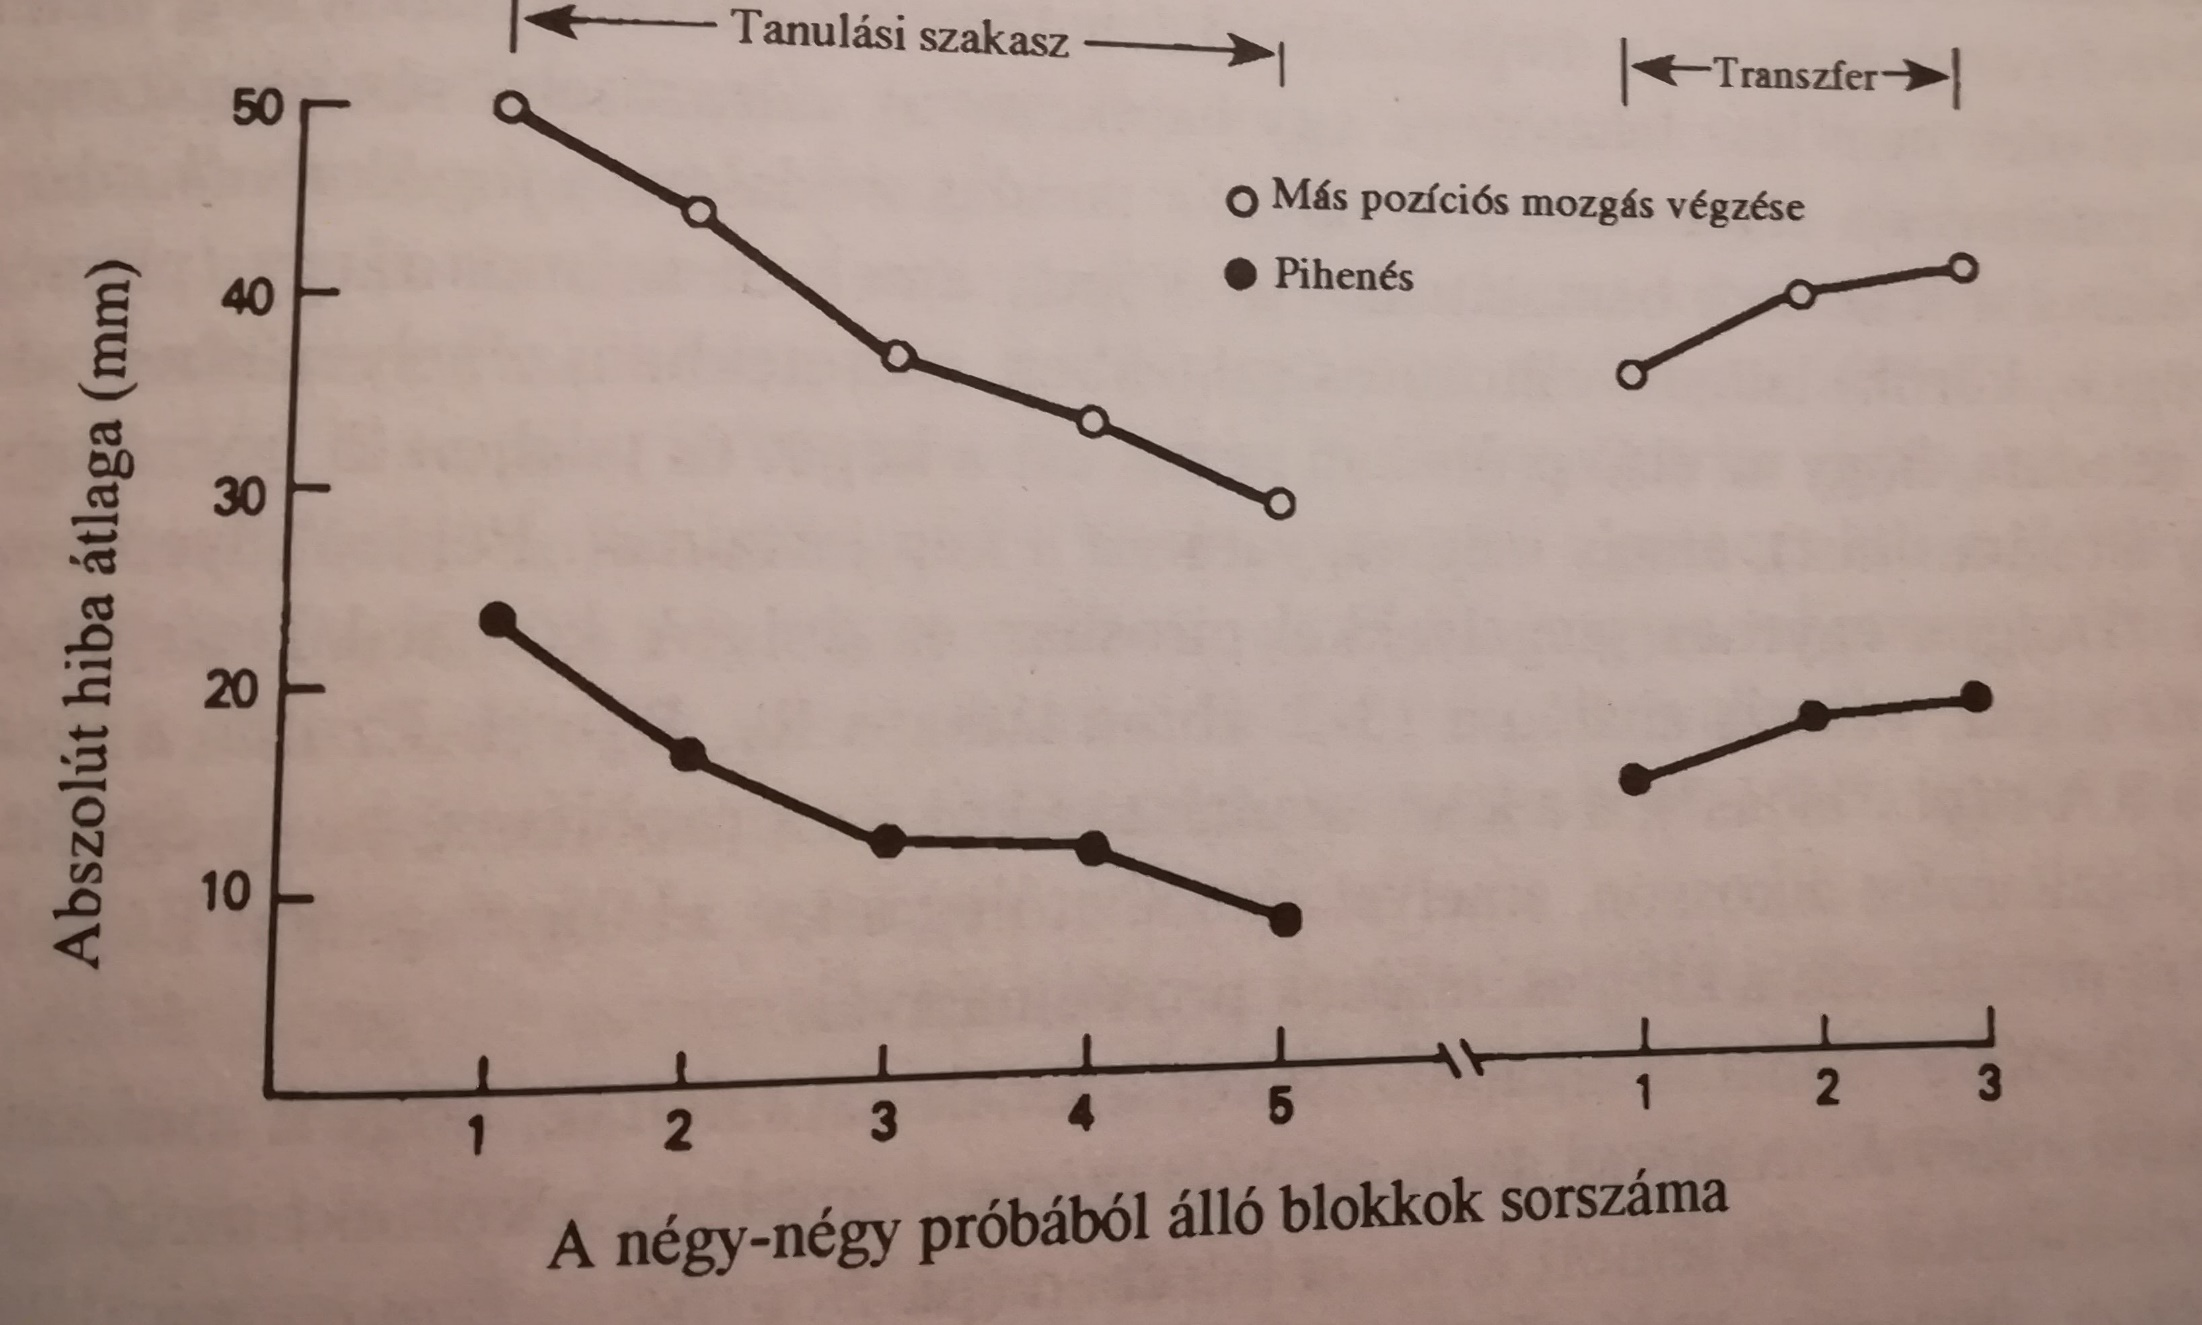 Tanulási szakasz
Transzfer
50
40
30
20
10
Abszolút hiba átlaga (mm)
Más pozíciós mozgás végzése
Pihenés
1 2 3 4 5 1 2 3
A négy-négy próbából álló blokkok sorszáma